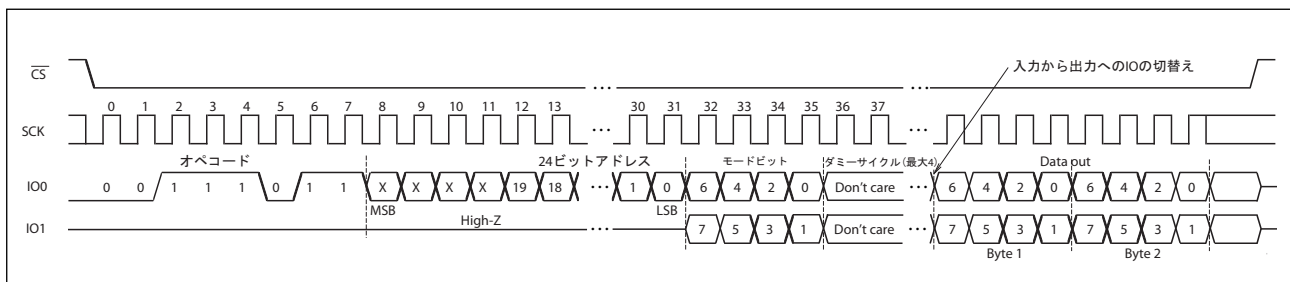 入力から出力へのIOの切替え
CS
0 1 2 3 4 5 6 7 8 9 10 11 12 13 30 31 32 33 34 35 36 37
SCK
オペコード 24ビットアドレス モードビット ダミーサイクル(最大4) Data out
IO0 0 0 1 1 1 0 1 1 X X X X 19 18 1 0 6 4 2 0 Don't care 6 4 2 0 6 4 2 0
MSB LSB
High-Z
IO1 7 5 3 1 Don't care 7 5 3 1 7 5 3 1
Byte 1 Byte 2